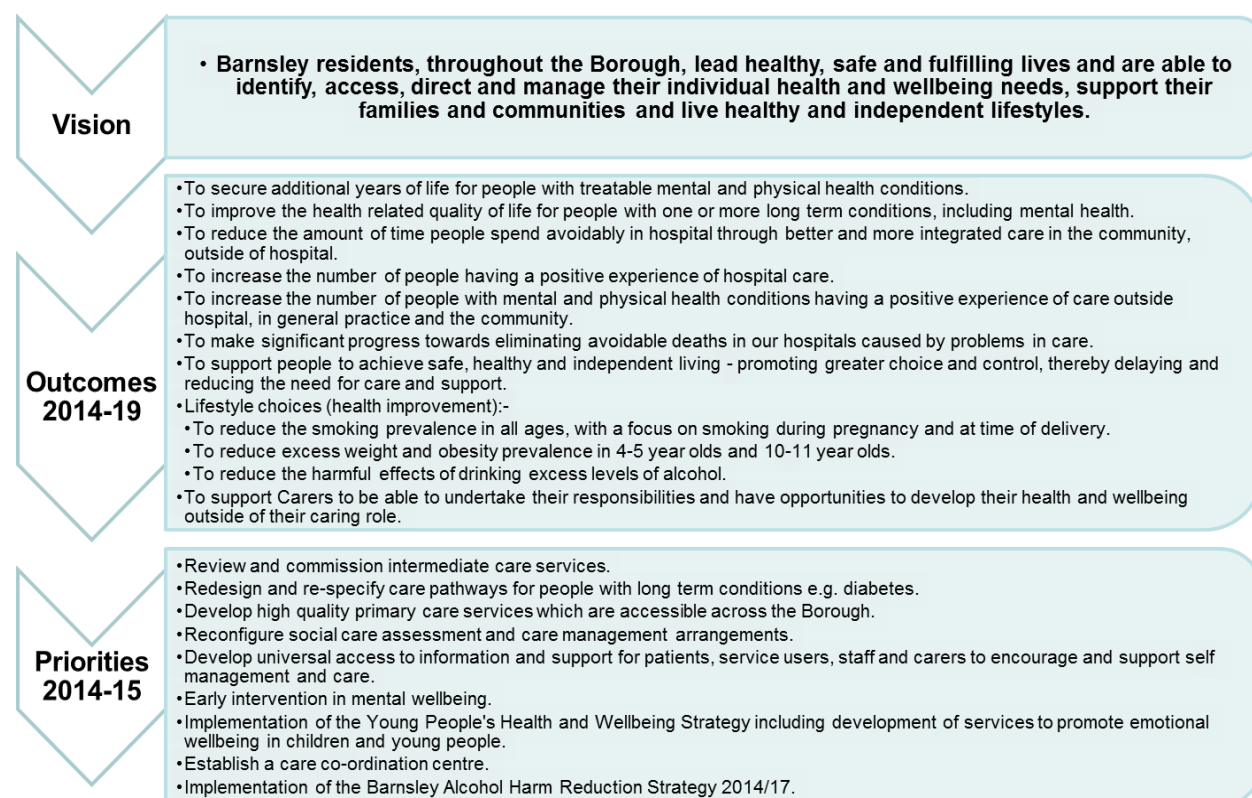 Vision
• Barnsley residents, throughout the Borough, lead healthy, safe and fulfilling lives and are able to
identify, access, direct and manage their individual health and wellbeing needs, support their
families and communities and live healthy and independent lifestyles.
Outcomes
2014-19
•To secure additional years of life for people with treatable mental and physical health conditions.
•To improve the health related quality of life for people with one or more long term conditions, including mental health.
•To reduce the amount of time people spend avoidably in hospital through better and more integrated care in the community,
outside of hospital.
•To increase the number of people having a positive experience of hospital care.
•To increase the number of people with mental and physical health conditions having a positive experience of care outside
hospital, in general practice and the community.
•To make significant progress towards eliminating avoidable deaths in our hospitals caused by problems in care.
•To support people to achieve safe, healthy and independent living - promoting greater choice and control, thereby delaying and
reducing the need for care and support.
•Lifestyle choices (health improvement):-
•To reduce the smoking prevalence in all ages, with a focus on smoking during pregnancy and at time of delivery.
•To reduce excess weight and obesity prevalence in 4-5 year olds and 10-11 year olds.
•To reduce the harmful effects of drinking excess levels of alcohol.
•To support Carers to be able to undertake their responsibilities and have opportunities to develop their health and wellbeing
outside of their caring role.
Priorities
2014-15
•Review and commission intermediate care services.
•Redesign and re-specify care pathways for people with long term conditions e.g. diabetes.
•Develop high quality primary care services which are accessible across the Borough.
•Reconfigure social care assessment and care management arrangements.
•Develop universal access to information and support for patients, service users, staff and carers to encourage and support self
management and care.
•Early intervention in mental wellbeing.
•Implementation of the Young People's Health and Wellbeing Strategy including development of services to promote emotional
wellbeing in children and young people.
•Establish a care co-ordination centre.
•Implementation of the Barnsley Alcohol Harm Reduction Strategy 2014/17.